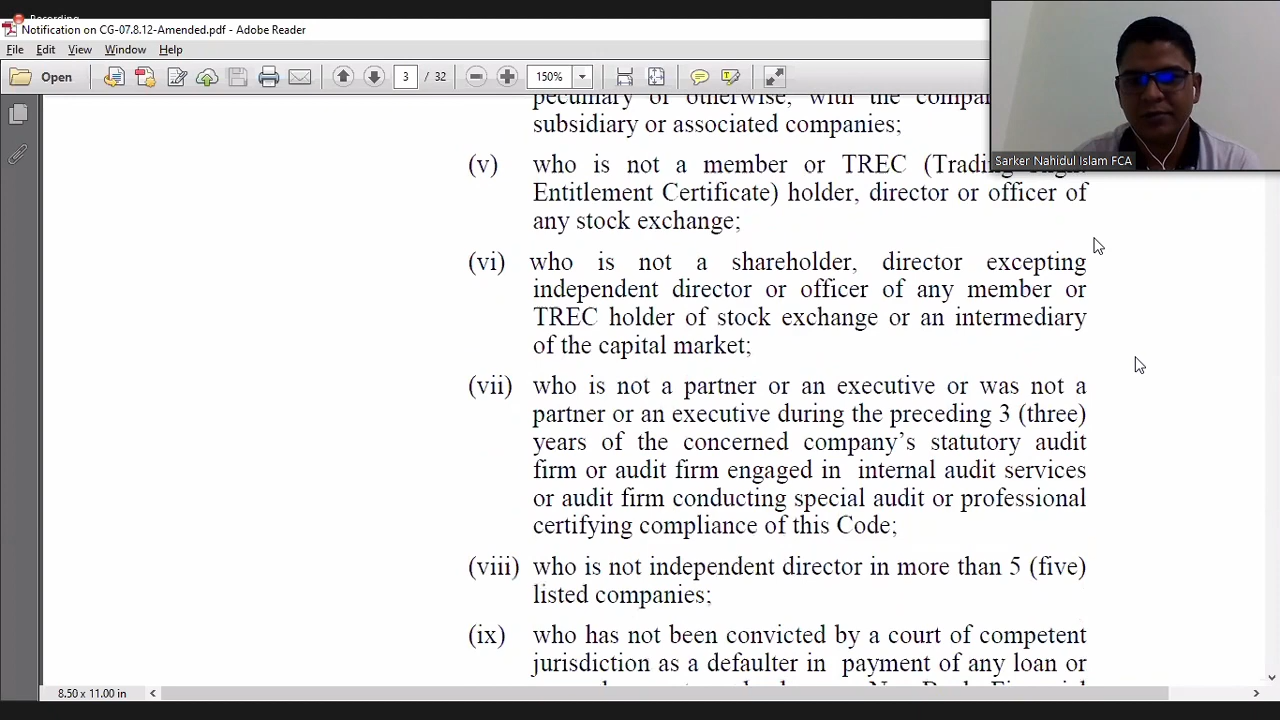 Recording
Notification on CG-07.8.12-Amended.pdf - Adobe Reader
File Edit View Window Help
Open 3 / 32 150%
Sarker Nahidul Islam FCA
pecuniary or otherwise, with the
subsidiary or associated companies;
(v) who is not a member or TREC (Trading Right
Entitlement Certificate) holder, director or officer of
any stock exchange;
(vi) who is not a shareholder, director excepting
independent director or officer of any member or
TREC holder of stock exchange or an intermediary
of the capital market;
(vii) who is not a partner or an executive or was not a
partner or an executive during the preceding 3 (three)
years of the concerned company's statutory audit
firm or audit firm engaged in internal audit services
or audit firm conducting special audit or professional
certifying compliance of this Code;
(viii) who is not independent director in more than 5 (five)
listed companies;
(ix) who has not been convicted by a court of competent
jurisdiction as a defaulter in payment of any loan or
8.50 x 11.00 in